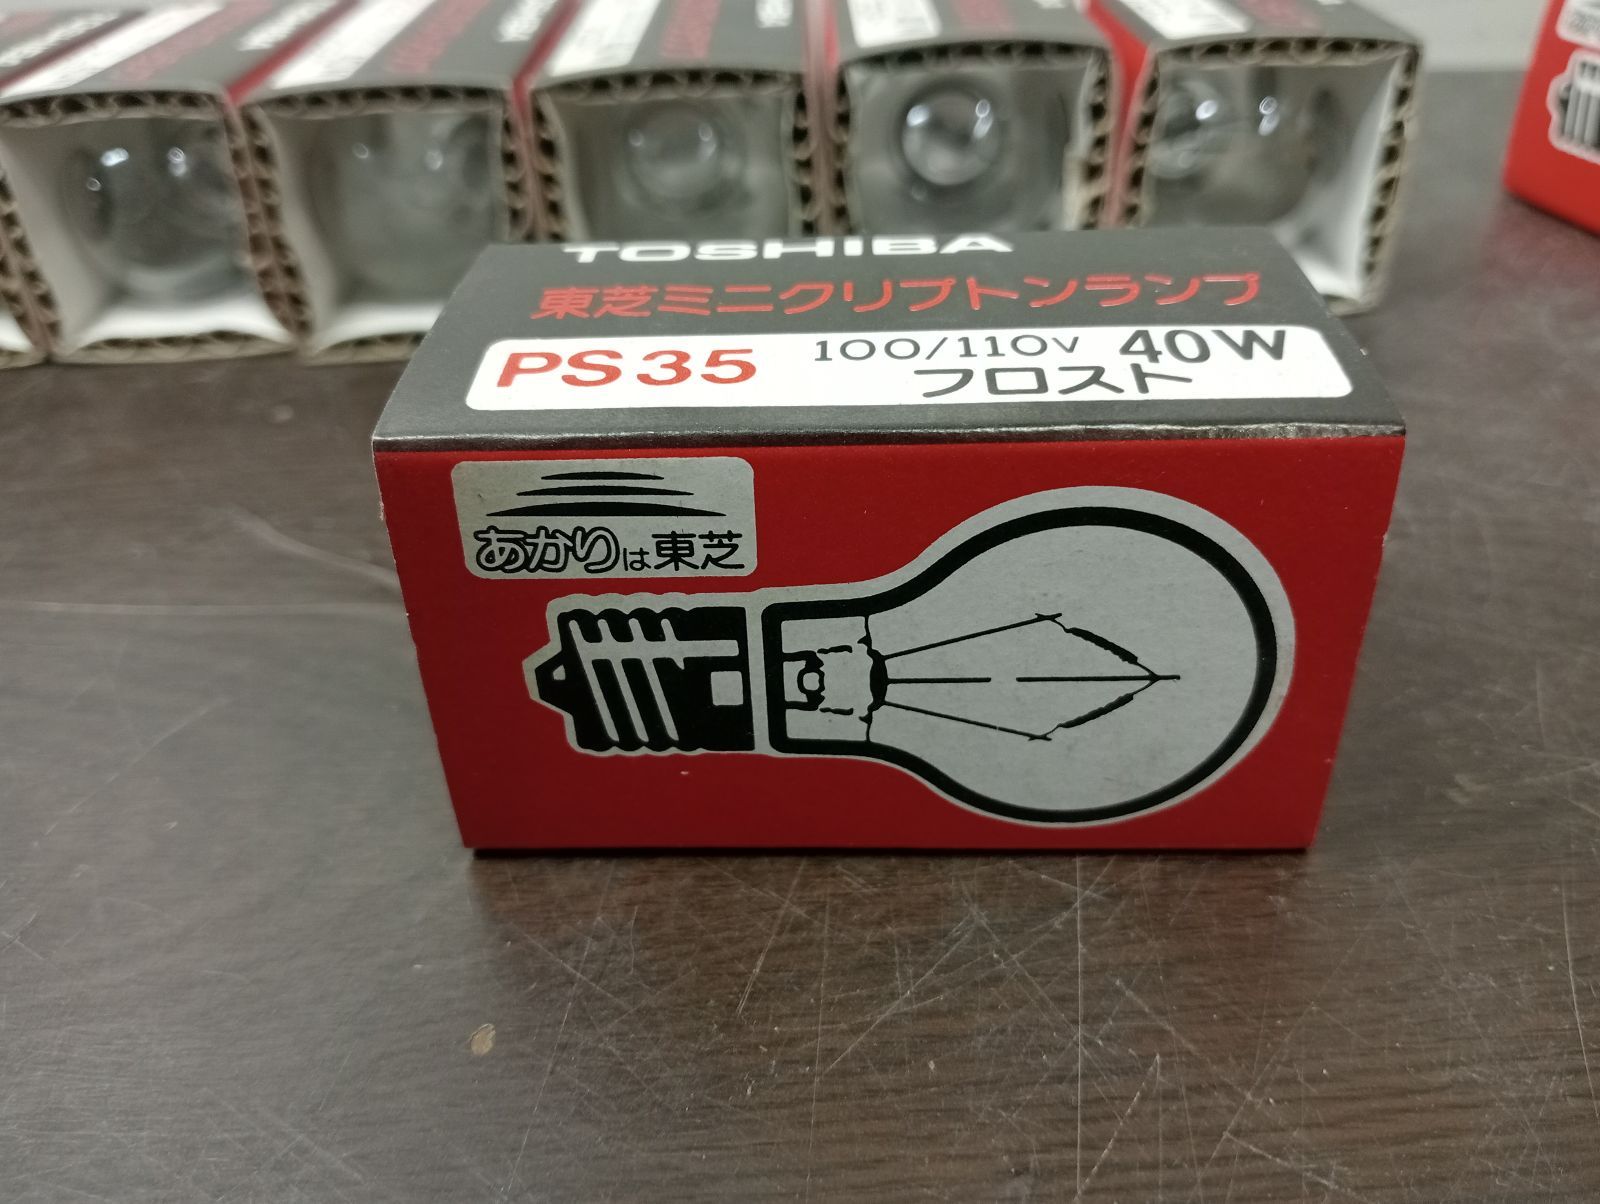 TOSHIBA
東芝ミニクリプトンランプ
PS35 100/110V 40W
フロスト
あかりは東芝